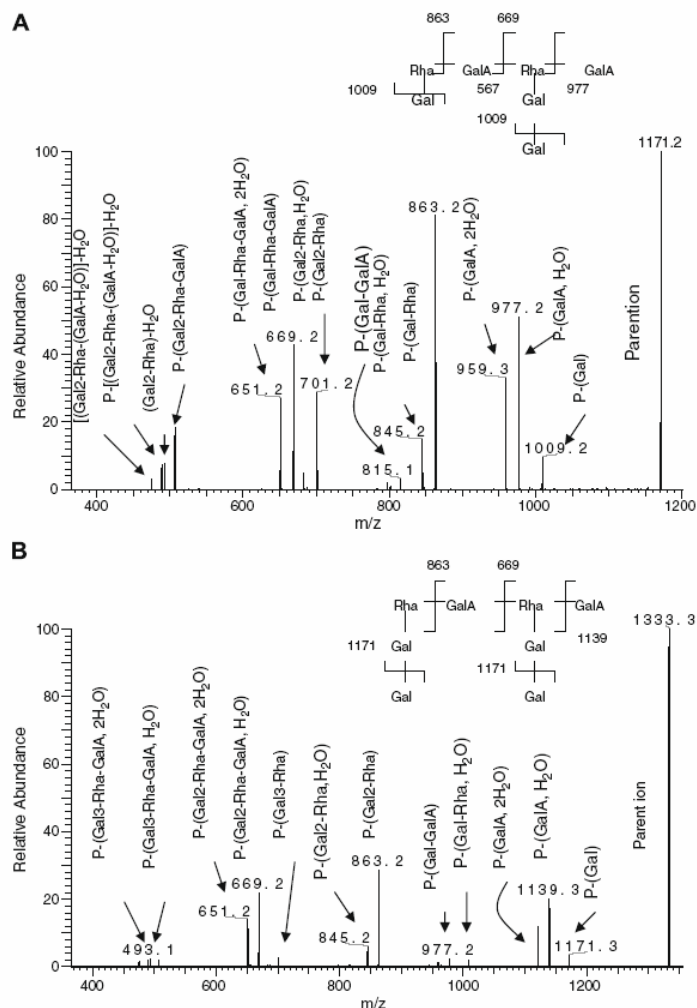 A
863 669
Rha GalA Rha GalA
1009 Gal 567 977
Gal
1009
Gal
Relative Abundance
100
80
60
40
20
0
[(Gal2-Rha-(GalA-H₂O)]-H₂O
P-[(Gal2-Rha-(GalA-H₂O)]-H₂O
(Gal2-Rha)-H₂O
P-(Gal2-Rha-GalA)
P-(Gal-Rha-GalA, 2H₂O)
P-(Gal-Rha-GalA)
P-(Gal2-Rha,H₂O)
P-(Gal2-Rha)
P-(Gal-GalA)
P-(Gal-Rha, H₂O)
P-(Gal-Rha)
P-(GalA, 2H₂O)
P-(GalA, H₂O)
P-(Gal)
Parention
651.2
669.2
701.2
815.1
845.2
863.2
959.3
977.2
1009.2
1171.2
400 600 800 1000 1200
m/z
B
863 669
Rha GalA Rha GalA
1171 Gal Gal 1139
1171
Gal Gal
Relative Abundance
100
80
60
40
20
0
P-(Gal3-Rha-GalA, 2H₂O)
P-(Gal3-Rha-GalA, H₂O)
P-(Gal2-Rha-GalA, 2H₂O)
P-(Gal2-Rha-GalA, H₂O)
P-(Gal3-Rha)
P-(Gal2-Rha,H₂O)
P-(Gal2-Rha)
P-(Gal-GalA)
P-(Gal-Rha, H₂O)
P-(GalA, 2H₂O)
P-(GalA, H₂O)
P-(Gal)
Parent ion
493.1
651.2
669.2
845.2
863.2
977.2
1139.3
1171.3
1333.3
400 600 800 1000 1200
m/z